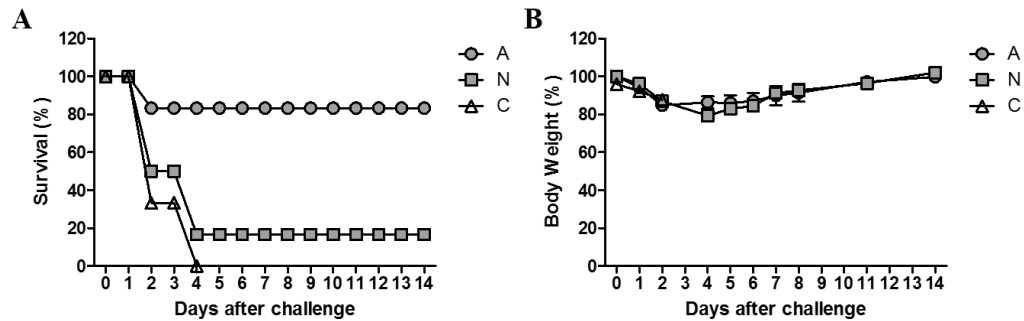 A
Survival (%)
120
100
80
60
40
20
0
0 1 2 3 4 5 6 7 8 9 10 11 12 13 14
Days after challenge
A
N
C
B
Body Weight (%)
120
100
80
60
40
20
0
0 1 2 3 4 5 6 7 8 9 10 11 12 13 14
Days after challenge
A
N
C